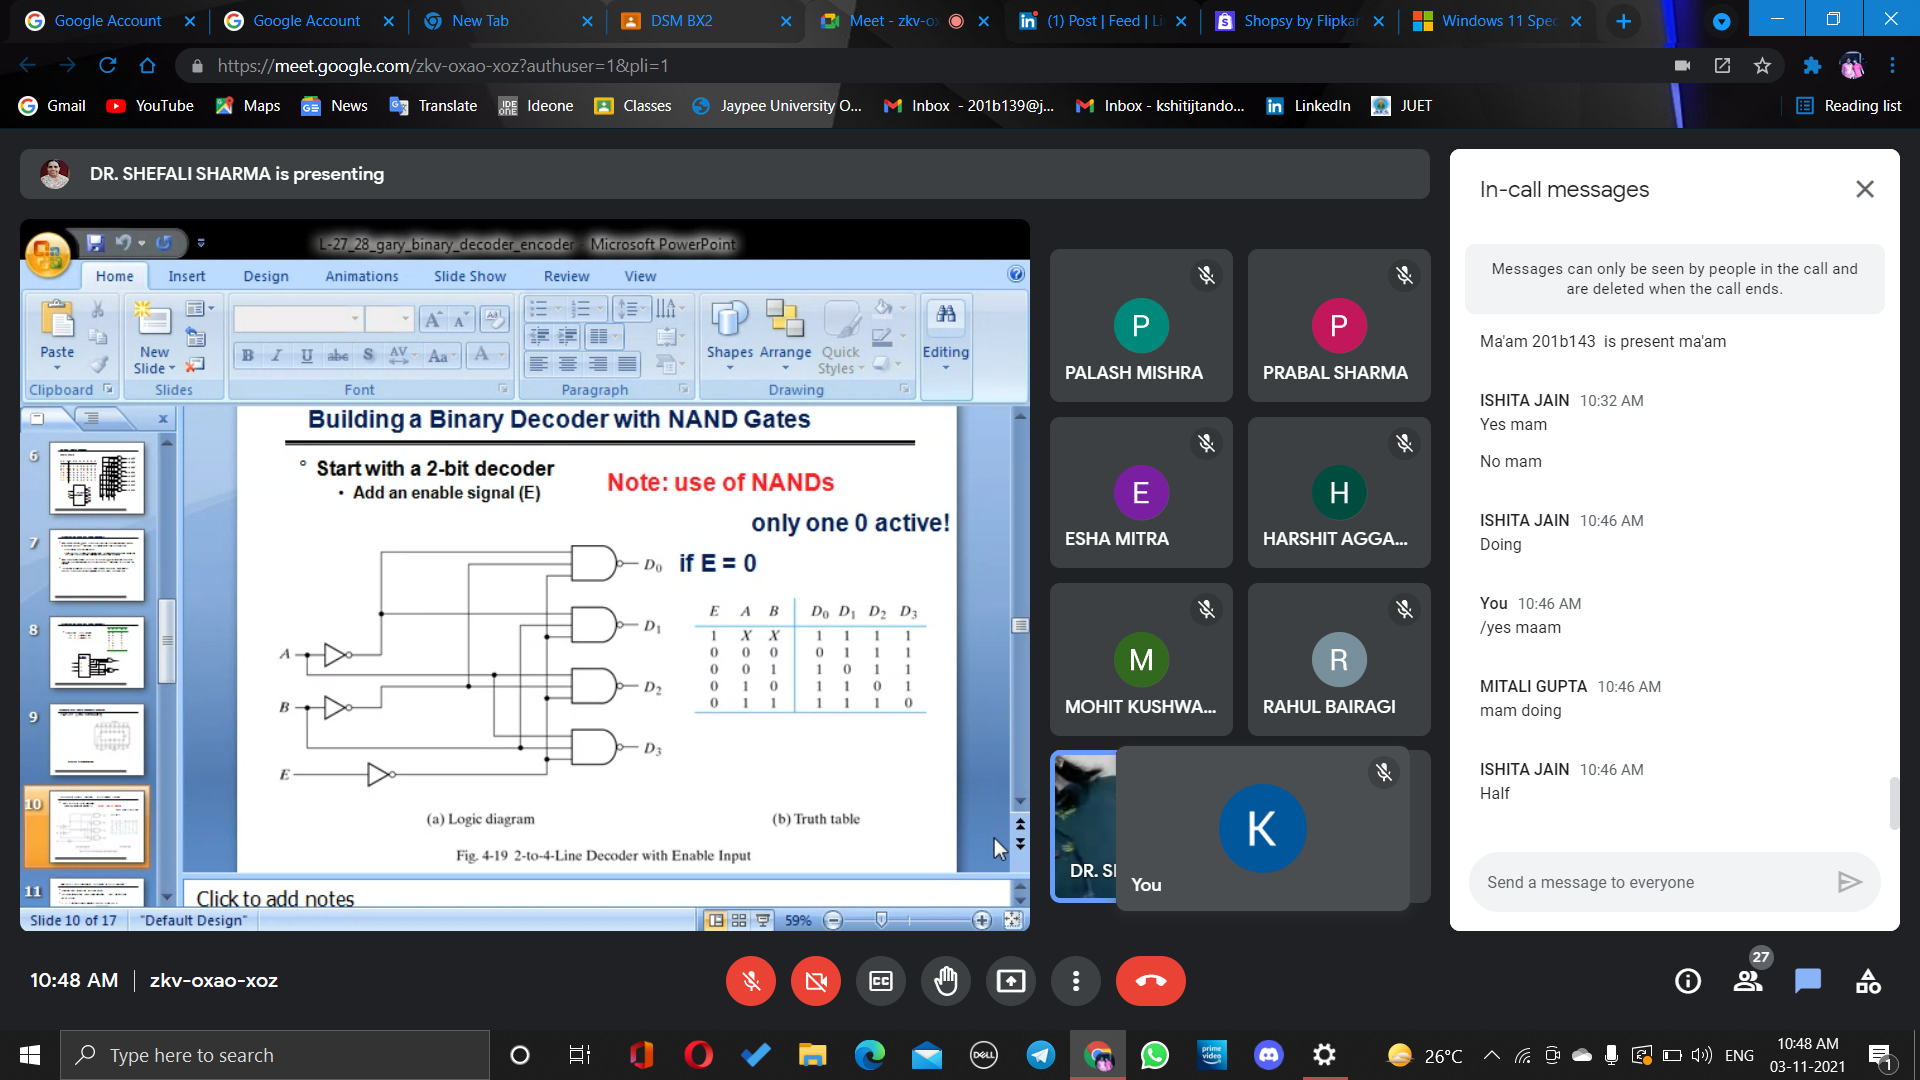 Google Account
Google Account
New Tab
DSM BX2
Meet - zkv-ox
(1) Post | Feed | Li
Shopsy by Flipkar
Windows 11 Spec
https://meet.google.com/zkv-oxao-xoz?authuser=1&pli=1
Gmail
YouTube
Maps
News
Translate
Ideone
Classes
Jaypee University O...
Inbox - 201b139@j...
Inbox - kshitijtando...
LinkedIn
JUET
Reading list
DR. SHEFALI SHARMA is presenting
L-27_28_gary_binary_decoder_encoder - Microsoft PowerPoint
Home
Insert
Design
Animations
Slide Show
Review
View
Paste
New
Slide
Shapes
Arrange
Quick
Styles
Editing
Clipboard
Slides
Font
Paragraph
Drawing
6
7
8
9
10
11
Building a Binary Decoder with NAND Gates
° Start with a 2-bit decoder
• Add an enable signal (E)
Note: use of NANDs
only one 0 active!
if E = 0
A
B
E
D0
D1
D2
D3
E A B D0 D1 D2 D3
1 X X 1 1 1 1
0 0 0 0 1 1 1
0 0 1 1 0 1 1
0 1 0 1 1 0 1
0 1 1 1 1 1 0
(a) Logic diagram
(b) Truth table
Fig. 4-19 2-to-4-Line Decoder with Enable Input
Click to add notes
Slide 10 of 17
"Default Design"
59%
P
PALASH MISHRA
P
PRABAL SHARMA
E
ESHA MITRA
H
HARSHIT AGGA...
M
MOHIT KUSHWA...
R
RAHUL BAIRAGI
DR. S
K
You
In-call messages
Messages can only be seen by people in the call and
are deleted when the call ends.
Ma'am 201b143 is present ma'am
ISHITA JAIN 10:32 AM
Yes mam
No mam
ISHITA JAIN 10:46 AM
Doing
You 10:46 AM
/yes maam
MITALI GUPTA 10:46 AM
mam doing
ISHITA JAIN 10:46 AM
Half
Send a message to everyone
10:48 AM | zkv-oxao-xoz
27
Type here to search
26°C
ENG
10:48 AM
03-11-2021
1